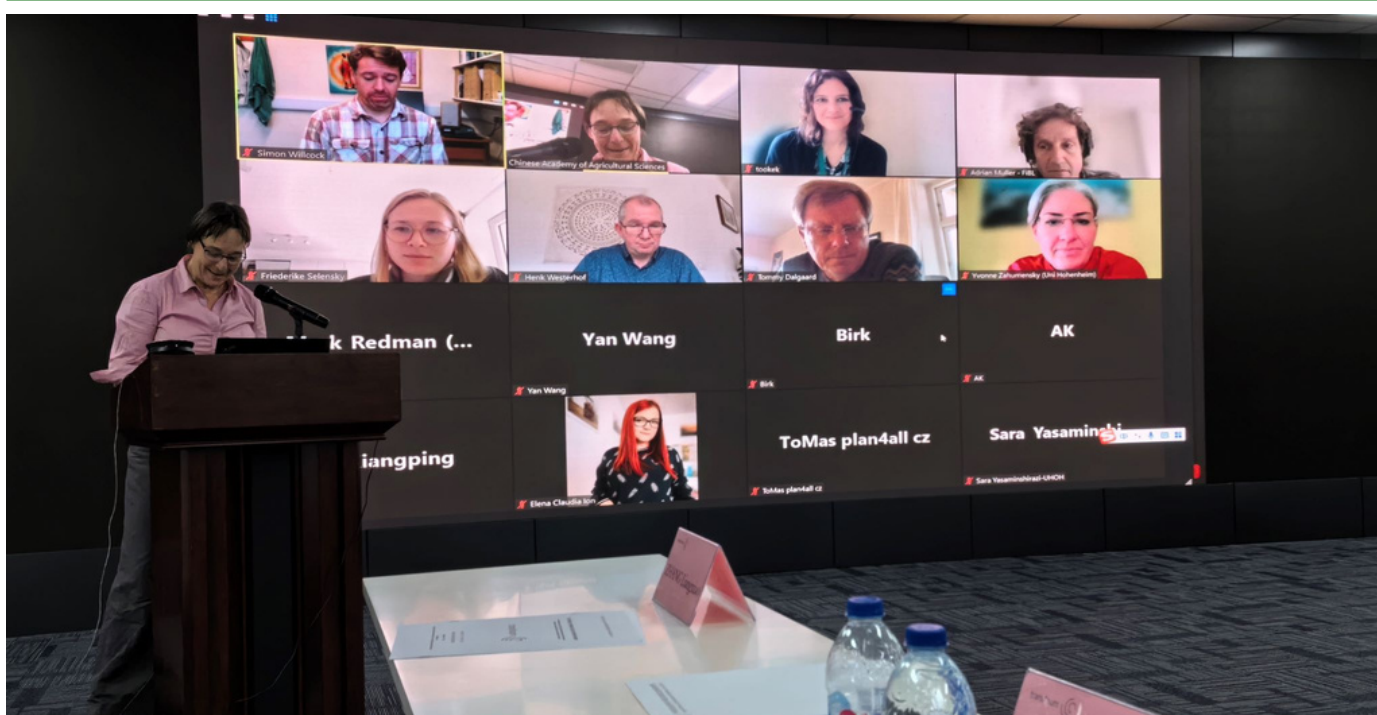 Simon Willcock
Chinese Academy of Agricultural Sciences
tookek
Adrian Muller - FiBL
Friederike Selensky
Henk Westerhof
Tommy Dalgaard
Yvonne Zahumensky (Uni Hohenheim)
k Redman (...
Yan Wang
Yan Wang
Birk
Birk
AK
AK
iangping
Elena Claudia Ion
ToMas plan4all cz
ToMas plan4all cz
Sara Yasaminshi
Sara Yasaminshirazi-UHOH